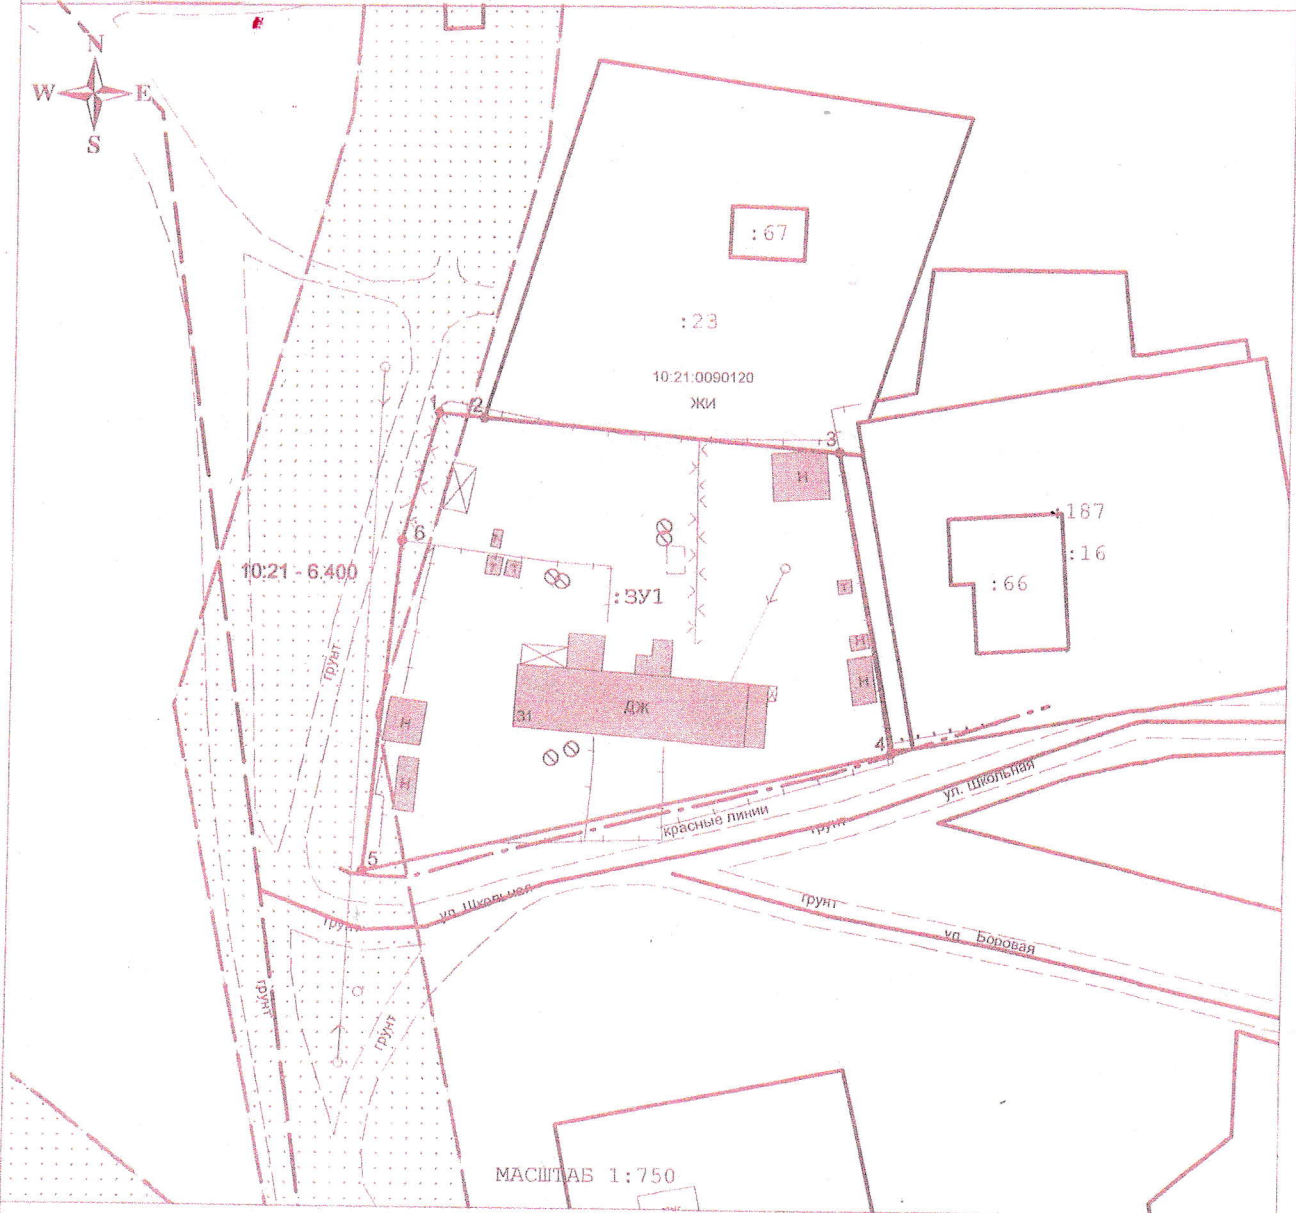 N
W E
S
:67
:23
10:21:0090120
ЖИ
1
2
3
Н
6
:187
10:21 - 6.400
:16
:66
Т
Т
Т
:ЗУ1
Т
Н
Н
грунт
ДЖ
31
Н
4
Н
ул. Школьная
красные линии
грунт
5
ул. Школьная
грунт
грунт
ул. Боровая
грунт
грунт
МАСШТАБ 1:750